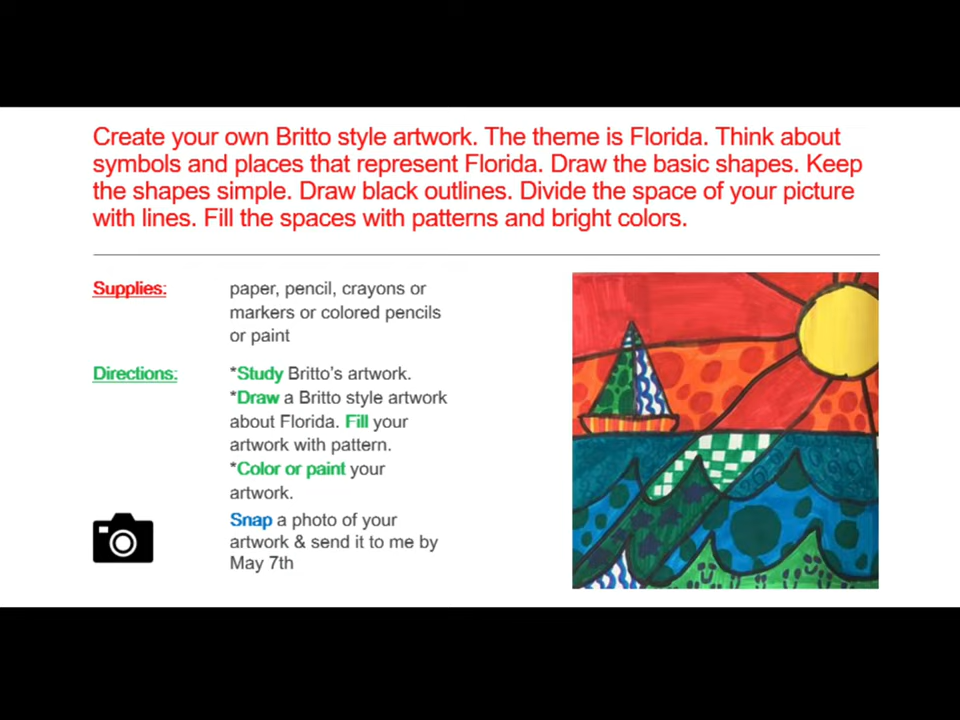 Create your own Britto style artwork. The theme is Florida. Think about
symbols and places that represent Florida. Draw the basic shapes. Keep
the shapes simple. Draw black outlines. Divide the space of your picture
with lines. Fill the spaces with patterns and bright colors.
Supplies:
paper, pencil, crayons or
markers or colored pencils
or paint
Directions:
*Study Britto's artwork.
*Draw a Britto style artwork
about Florida. Fill your
artwork with pattern.
*Color or paint your
artwork.
Snap a photo of your
artwork & send it to me by
May 7th